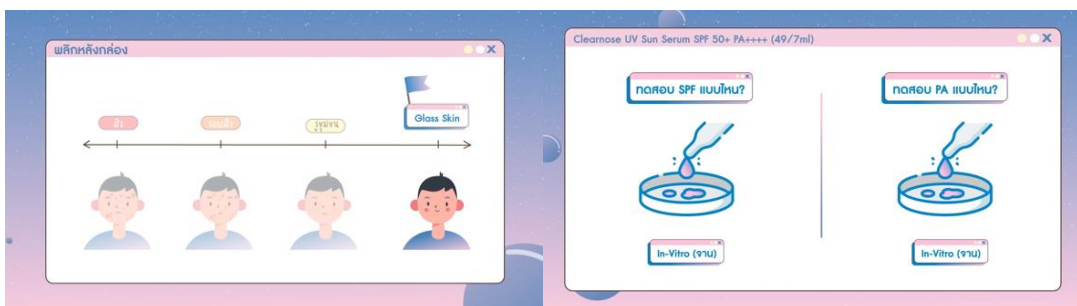 พลิกหลังกล่อง
Glass Skin
สิว
รอยสิว
รูขุมขน
Clearnose UV Sun Serum SPF 50+ PA++++ (49/7ml)
ทดสอบ SPF แบบไหน?
ทดสอบ PA แบบไหน?
In-Vitro (จาน)
In-Vitro (จาน)